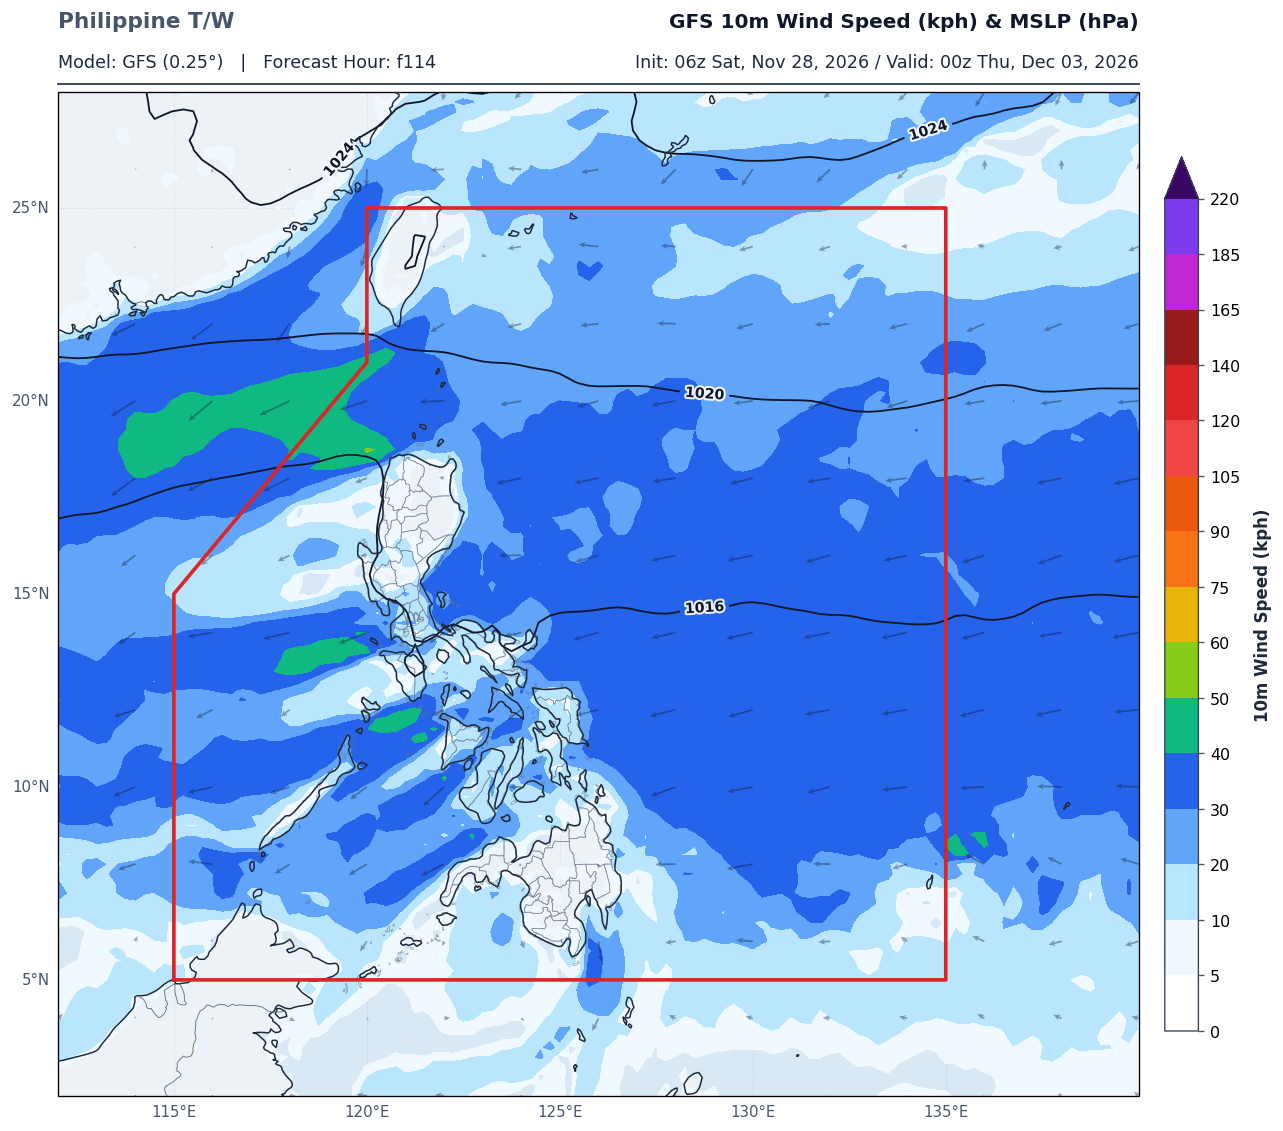 Philippine T/W
GFS 10m Wind Speed (kph) & MSLP (hPa)
Model: GFS (0.25°) | Forecast Hour: f114
Init: 06z Sat, Nov 28, 2026 / Valid: 00z Thu, Dec 03, 2026
1024
1024
1020
1016
25°N
20°N
15°N
10°N
5°N
115°E
120°E
125°E
130°E
135°E
220
185
165
140
120
105
90
75
60
50
40
30
20
10
5
0
10m Wind Speed (kph)